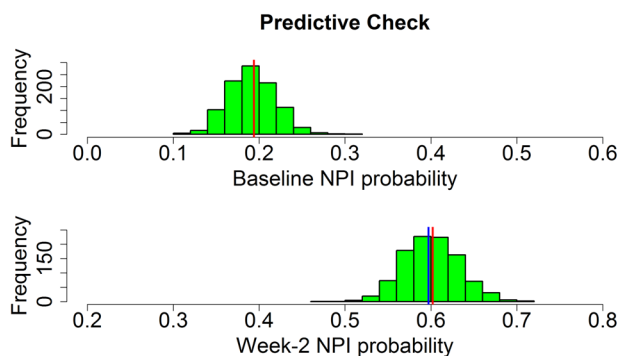 Predictive Check
Frequency
200
0
0.0 0.1 0.2 0.3 0.4 0.5 0.6
Baseline NPI probability
Frequency
150
0
0.2 0.3 0.4 0.5 0.6 0.7 0.8
Week-2 NPI probability